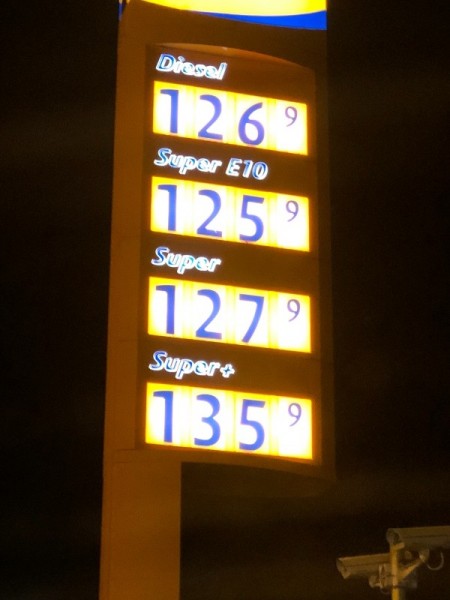 Diesel
126 9
Super E10
125 9
Super
127 9
Super+
135 9